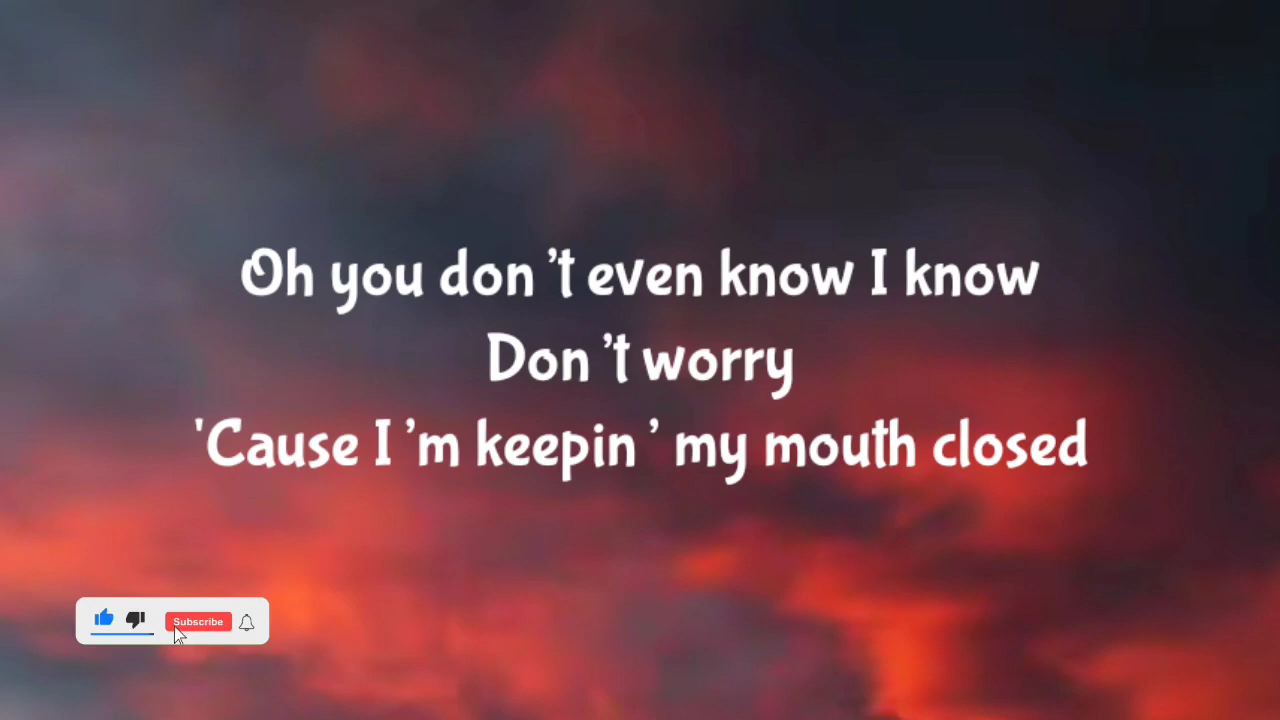 Oh you don ’t even know I know
Don ’t worry
'Cause I ’m keepin ’ my mouth closed
Subscribe